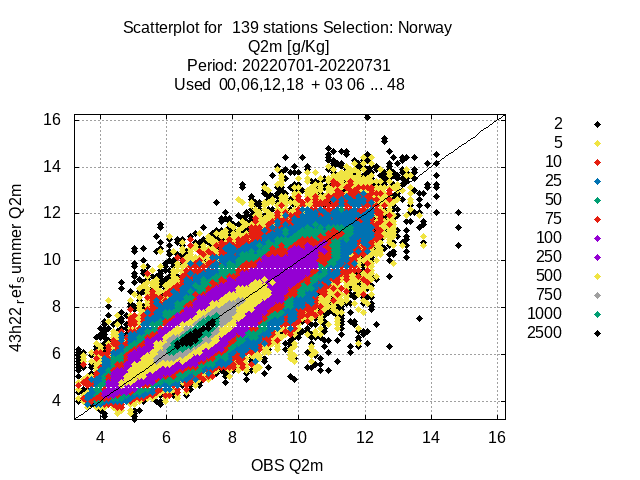 Scatterplot for 139 stations Selection: Norway
Q2m [g/Kg]
Period: 20220701-20220731
Used 00,06,12,18 + 03 06 ... 48
43h22ref summer Q2m
16
14
12
10
8
6
4
4 6 8 10 12 14 16
OBS Q2m
2
5
10
25
50
75
100
250
500
750
1000
2500